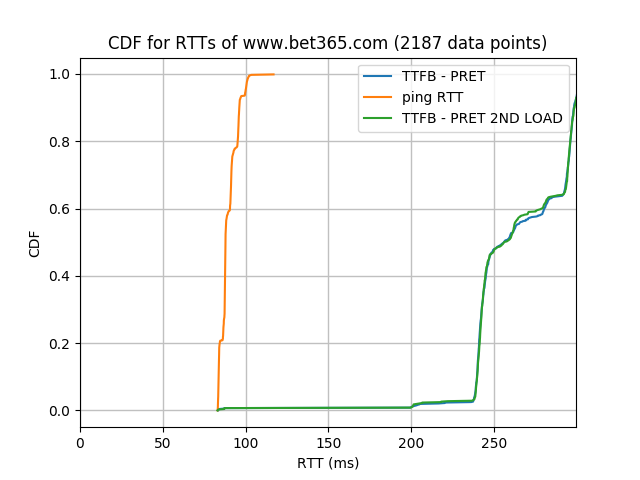 CDF for RTTs of www.bet365.com (2187 data points)
TTFB - PRET
ping RTT
TTFB - PRET 2ND LOAD
1.0
0.8
0.6
0.4
0.2
0.0
CDF
0 50 100 150 200 250
RTT (ms)